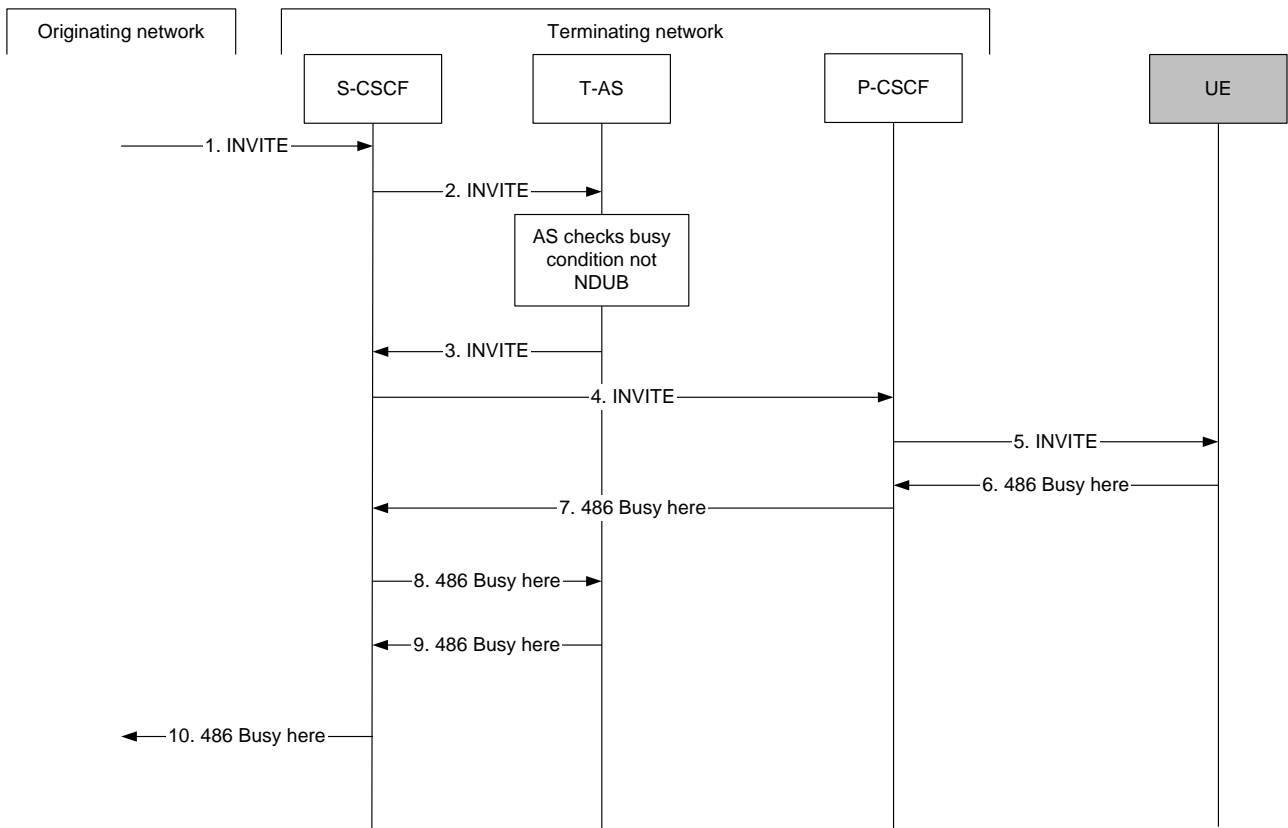 Originating network
Terminating network
S-CSCF
T-AS
P-CSCF
UE
1. INVITE
2. INVITE
AS checks busy
condition not
NDUB
3. INVITE
4. INVITE
5. INVITE
6. 486 Busy here
7. 486 Busy here
8. 486 Busy here
9. 486 Busy here
10. 486 Busy here